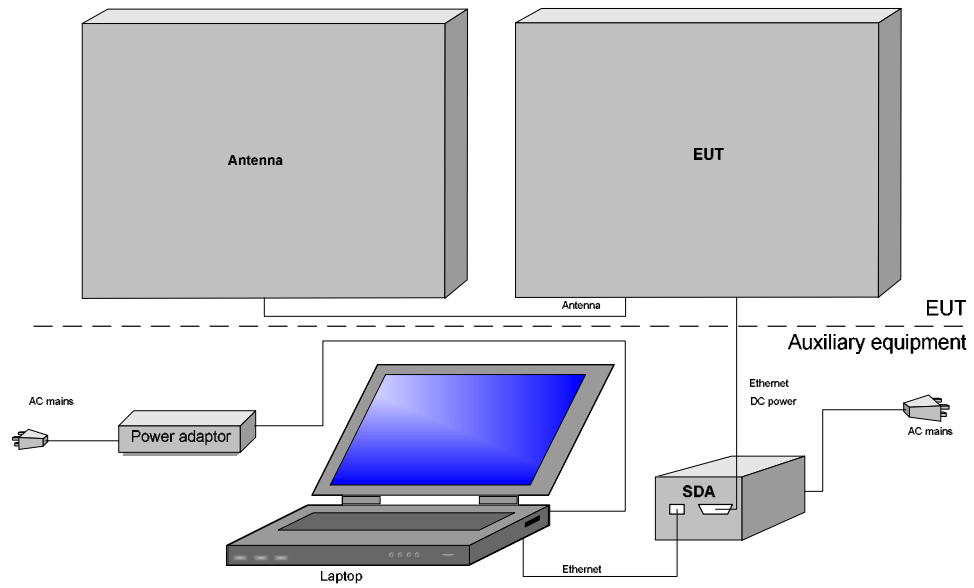 Antenna
EUT
Antenna
EUT
Auxiliary equipment
Ethernet
DC power
AC mains
AC mains
Power adaptor
SDA
Ethernet
Laptop